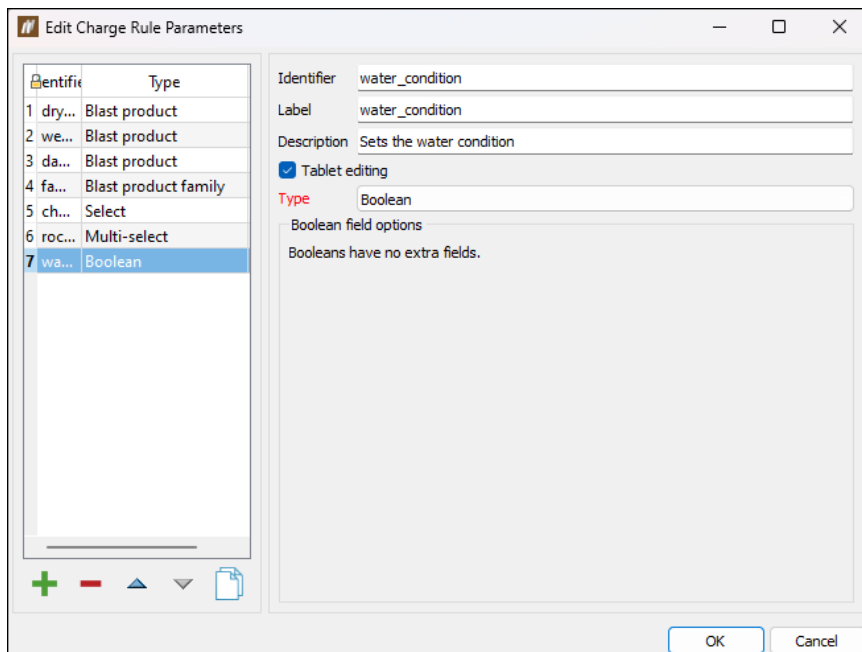 Edit Charge Rule Parameters
entifie Type
1 dry... Blast product
2 we... Blast product
3 da... Blast product
4 fa... Blast product family
5 ch... Select
6 roc... Multi-select
7 wa... Boolean
Identifier water_condition
Label water_condition
Description Sets the water condition
Tablet editing
Type Boolean
Boolean field options
Booleans have no extra fields.
OK Cancel